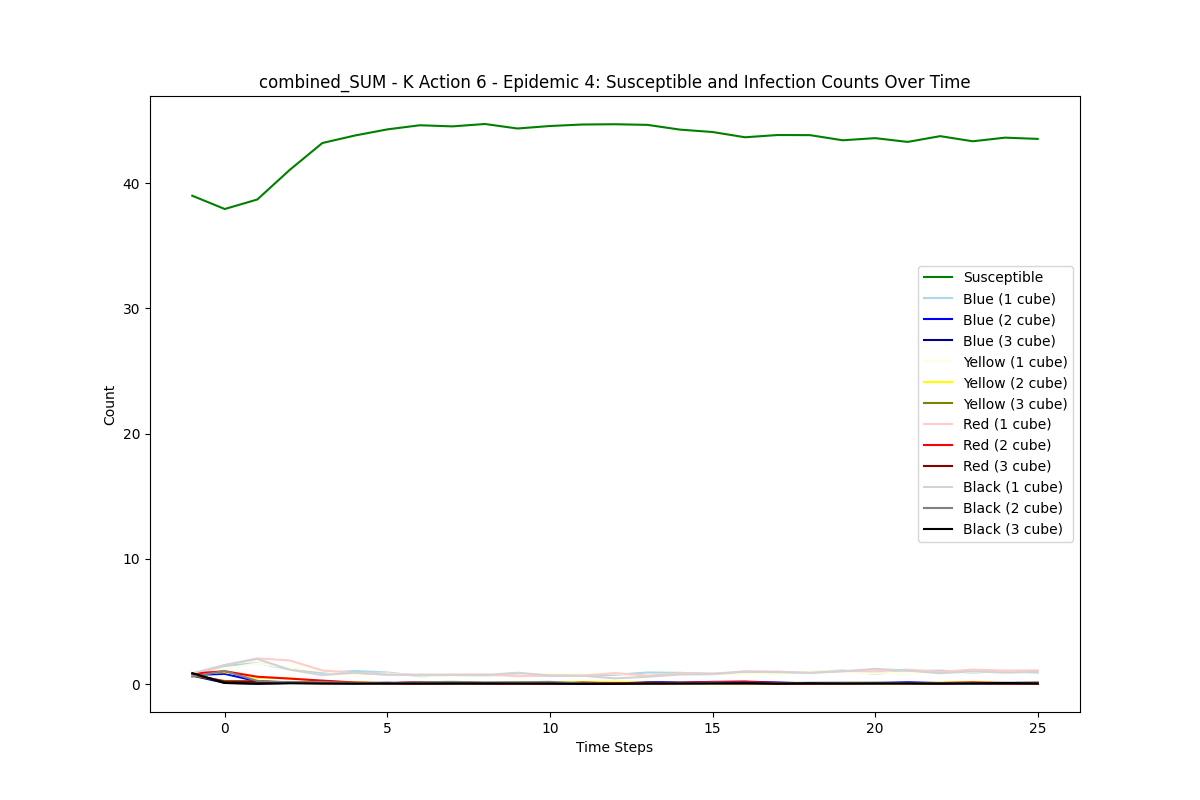 combined_SUM - K Action 6 - Epidemic 4: Susceptible and Infection Counts Over Time
40
30
20
10
0
Count
Susceptible
Blue (1 cube)
Blue (2 cube)
Blue (3 cube)
Yellow (1 cube)
Yellow (2 cube)
Yellow (3 cube)
Red (1 cube)
Red (2 cube)
Red (3 cube)
Black (1 cube)
Black (2 cube)
Black (3 cube)
0 5 10 15 20 25
Time Steps